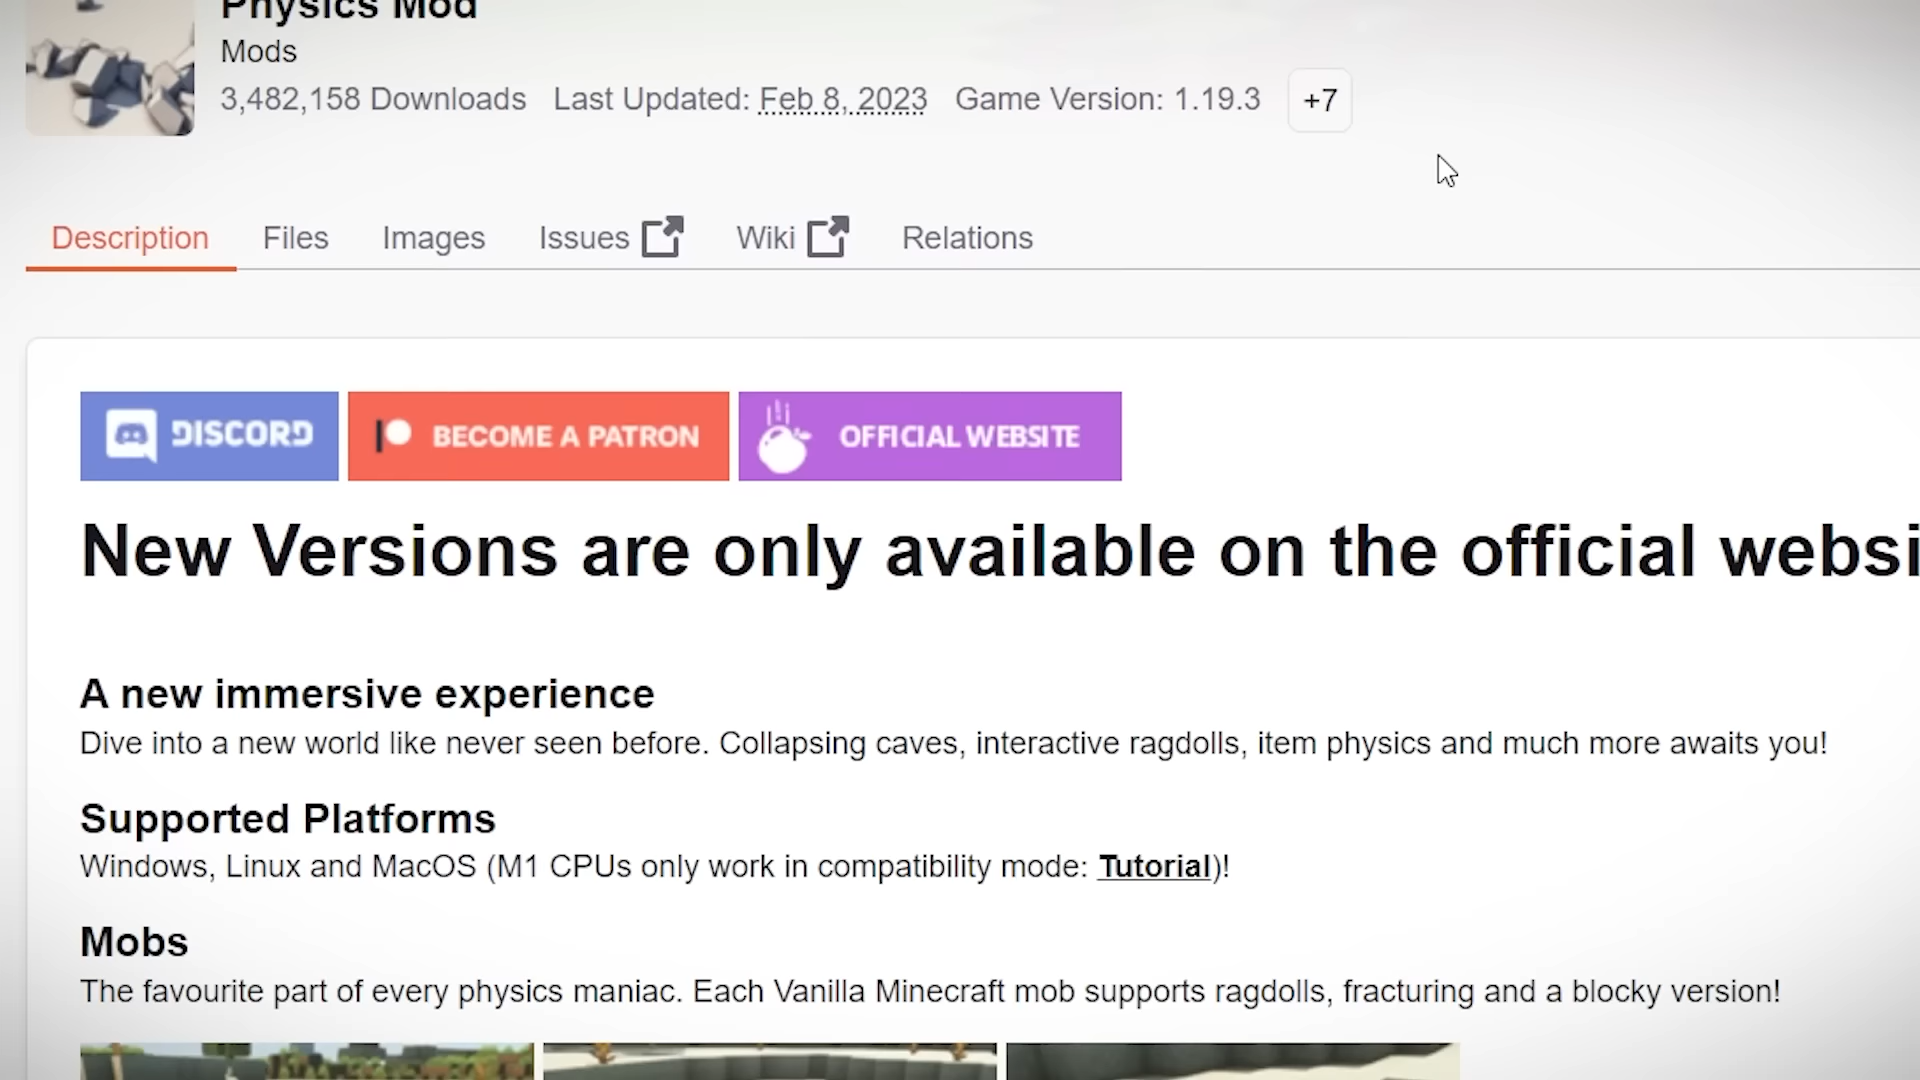 Physics Mod
Mods
3,482,158 Downloads Last Updated: Feb 8, 2023 Game Version: 1.19.3 +7
Description Files Images Issues Wiki Relations
DISCORD BECOME A PATRON OFFICIAL WEBSITE
New Versions are only available on the official websi
A new immersive experience
Dive into a new world like never seen before. Collapsing caves, interactive ragdolls, item physics and much more awaits you!
Supported Platforms
Windows, Linux and MacOS (M1 CPUs only work in compatibility mode: Tutorial)!
Mobs
The favourite part of every physics maniac. Each Vanilla Minecraft mob supports ragdolls, fracturing and a blocky version!